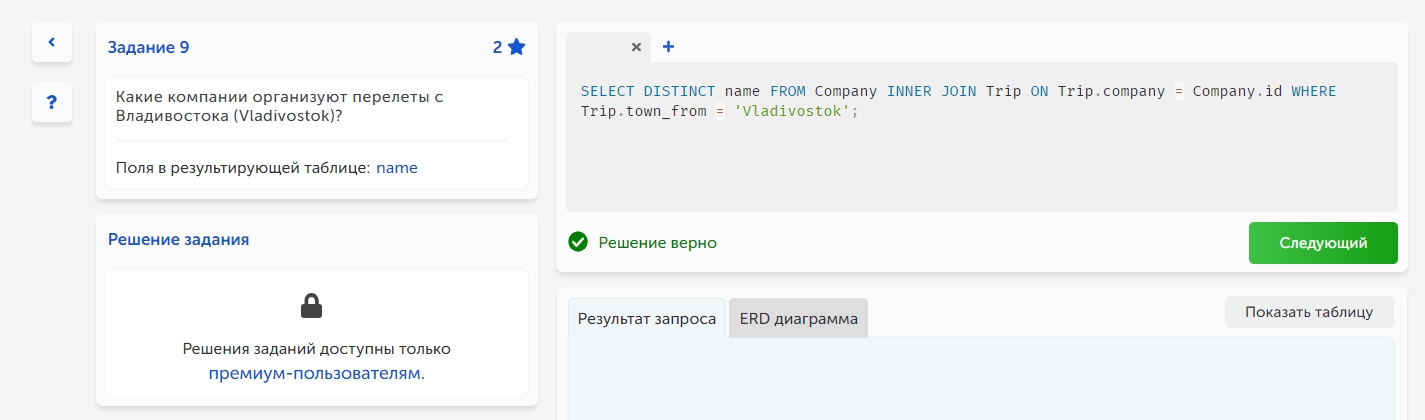 Задание 9
2
Какие компании организуют перелеты с
Владивостока (Vladivostok)?
Поля в результирующей таблице: name
Решение задания
Решения заданий доступны только
премиум-пользователям.
SELECT DISTINCT name FROM Company INNER JOIN Trip ON Trip.company = Company.id WHERE
Trip.town_from = 'Vladivostok';
Решение верно
Следующий
Результат запроса
ERD диаграмма
Показать таблицу